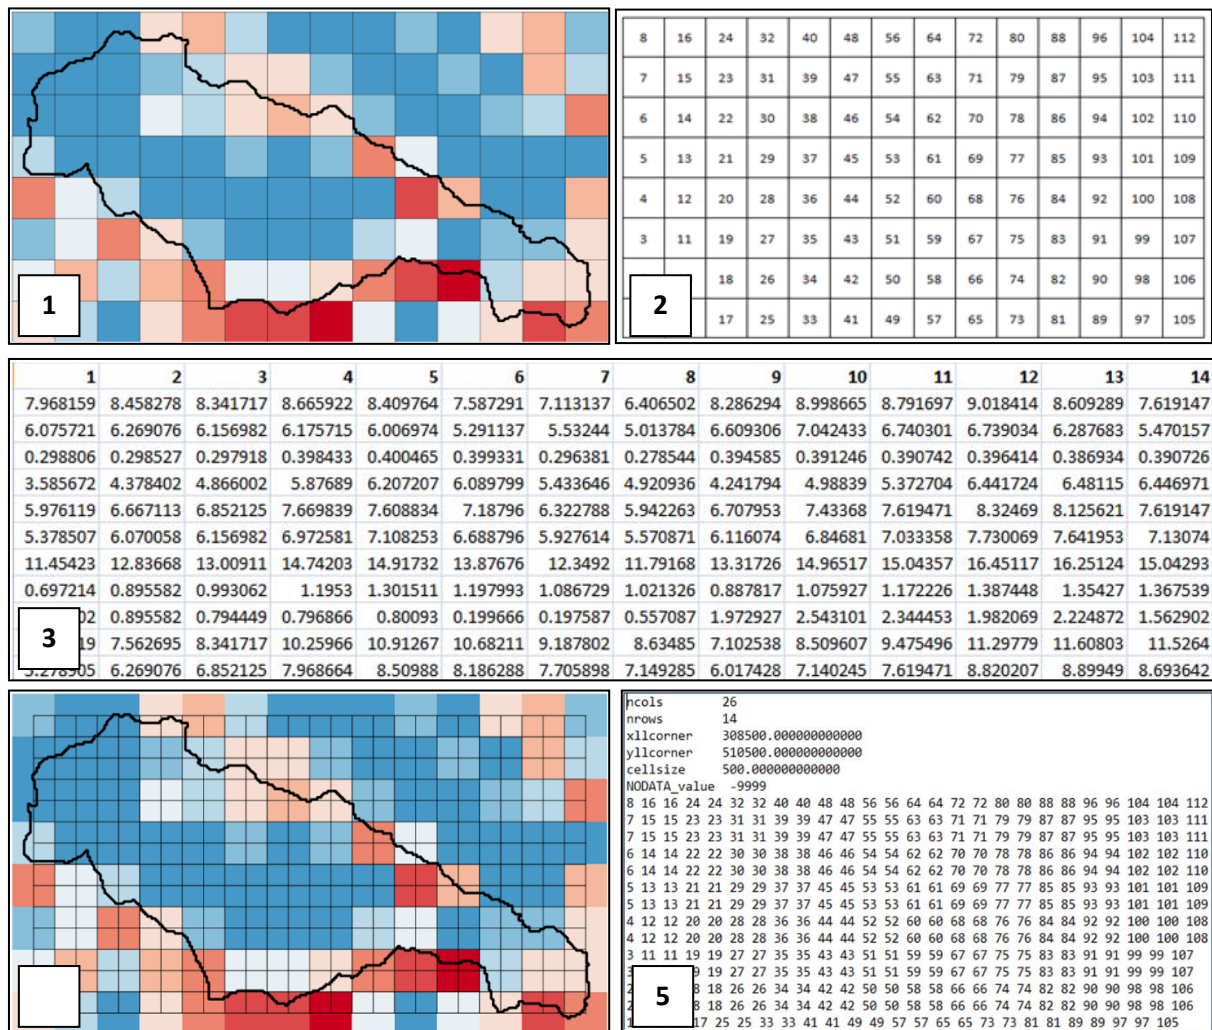 1
8 16 24 32 40 48 56 64 72 80 88 96 104 112
7 15 23 31 39 47 55 63 71 79 87 95 103 111
6 14 22 30 38 46 54 62 70 78 86 94 102 110
5 13 21 29 37 45 53 61 69 77 85 93 101 109
4 12 20 28 36 44 52 60 68 76 84 92 100 108
3 11 19 27 35 43 51 59 67 75 83 91 99 107
18 26 34 42 50 58 66 74 82 90 98 106
17 25 33 41 49 57 65 73 81 89 97 105
2
1 2 3 4 5 6 7 8 9 10 11 12 13 14
7.968159 8.458278 8.341717 8.665922 8.409764 7.587291 7.113137 6.406502 8.286294 8.998665 8.791697 9.018414 8.609289 7.619147
6.075721 6.269076 6.156982 6.175715 6.006974 5.291137 5.53244 5.013784 6.609306 7.042433 6.740301 6.739034 6.287683 5.470157
0.298806 0.298527 0.297918 0.398433 0.400465 0.399331 0.296381 0.278544 0.394585 0.391246 0.390742 0.396414 0.386934 0.390726
3.585672 4.378402 4.866002 5.87689 6.207207 6.089799 5.433646 4.920936 4.241794 4.98839 5.372704 6.441724 6.48115 6.446971
5.976119 6.667113 6.852125 7.669839 7.608834 7.18796 6.322788 5.942263 6.707953 7.43368 7.619471 8.32469 8.125621 7.619147
5.378507 6.070058 6.156982 6.972581 7.108253 6.688796 5.927614 5.570871 6.116074 6.84681 7.033358 7.730069 7.641953 7.13074
11.45423 12.83668 13.00911 14.74203 14.91732 13.87676 12.3492 11.79168 13.31726 14.96517 15.04357 16.45117 16.25124 15.04293
0.697214 0.895582 0.993062 1.1953 1.301511 1.197993 1.086729 1.021326 0.887817 1.075927 1.172226 1.387448 1.35427 1.367539
02 0.895582 0.794449 0.796866 0.80093 0.199666 0.197587 0.557087 1.972927 2.543101 2.344453 1.982069 2.224872 1.562902
19 7.562695 8.341717 10.25966 10.91267 10.68211 9.187802 8.63485 7.102538 8.509607 9.475496 11.29779 11.60803 11.5264
5.278905 6.269076 6.852125 7.968664 8.50988 8.186288 7.705898 7.149285 6.017428 7.140245 7.619471 8.820207 8.89949 8.693642
3
ncols 26
nrows 14
xllcorner 308500.000000000000
yllcorner 510500.000000000000
cellsize 500.000000000000
NODATA_value -9999
8 16 16 24 24 32 32 40 40 48 48 56 56 64 64 72 72 80 80 88 88 96 96 104 104 112
7 15 15 23 23 31 31 39 39 47 47 55 55 63 63 71 71 79 79 87 87 95 95 103 103 111
7 15 15 23 23 31 31 39 39 47 47 55 55 63 63 71 71 79 79 87 87 95 95 103 103 111
6 14 14 22 22 30 30 38 38 46 46 54 54 62 62 70 70 78 78 86 86 94 94 102 102 110
6 14 14 22 22 30 30 38 38 46 46 54 54 62 62 70 70 78 78 86 86 94 94 102 102 110
5 13 13 21 21 29 29 37 37 45 45 53 53 61 61 69 69 77 77 85 85 93 93 101 101 109
5 13 13 21 21 29 29 37 37 45 45 53 53 61 61 69 69 77 77 85 85 93 93 101 101 109
4 12 12 20 20 28 28 36 36 44 44 52 52 60 60 68 68 76 76 84 84 92 92 100 100 108
4 12 12 20 20 28 28 36 36 44 44 52 52 60 60 68 68 76 76 84 84 92 92 100 100 108
3 11 11 19 19 27 27 35 35 43 43 51 51 59 59 67 67 75 75 83 83 91 91 99 99 107
9 19 27 27 35 35 43 43 51 51 59 59 67 67 75 75 83 83 91 91 99 99 107
8 18 26 26 34 34 42 42 50 50 58 58 66 66 74 74 82 82 90 90 98 98 106
8 18 26 26 34 34 42 42 50 50 58 58 66 66 74 74 82 82 90 90 98 98 106
17 25 25 33 33 41 41 49 49 57 57 65 65 73 73 81 81 89 89 97 97 105
5